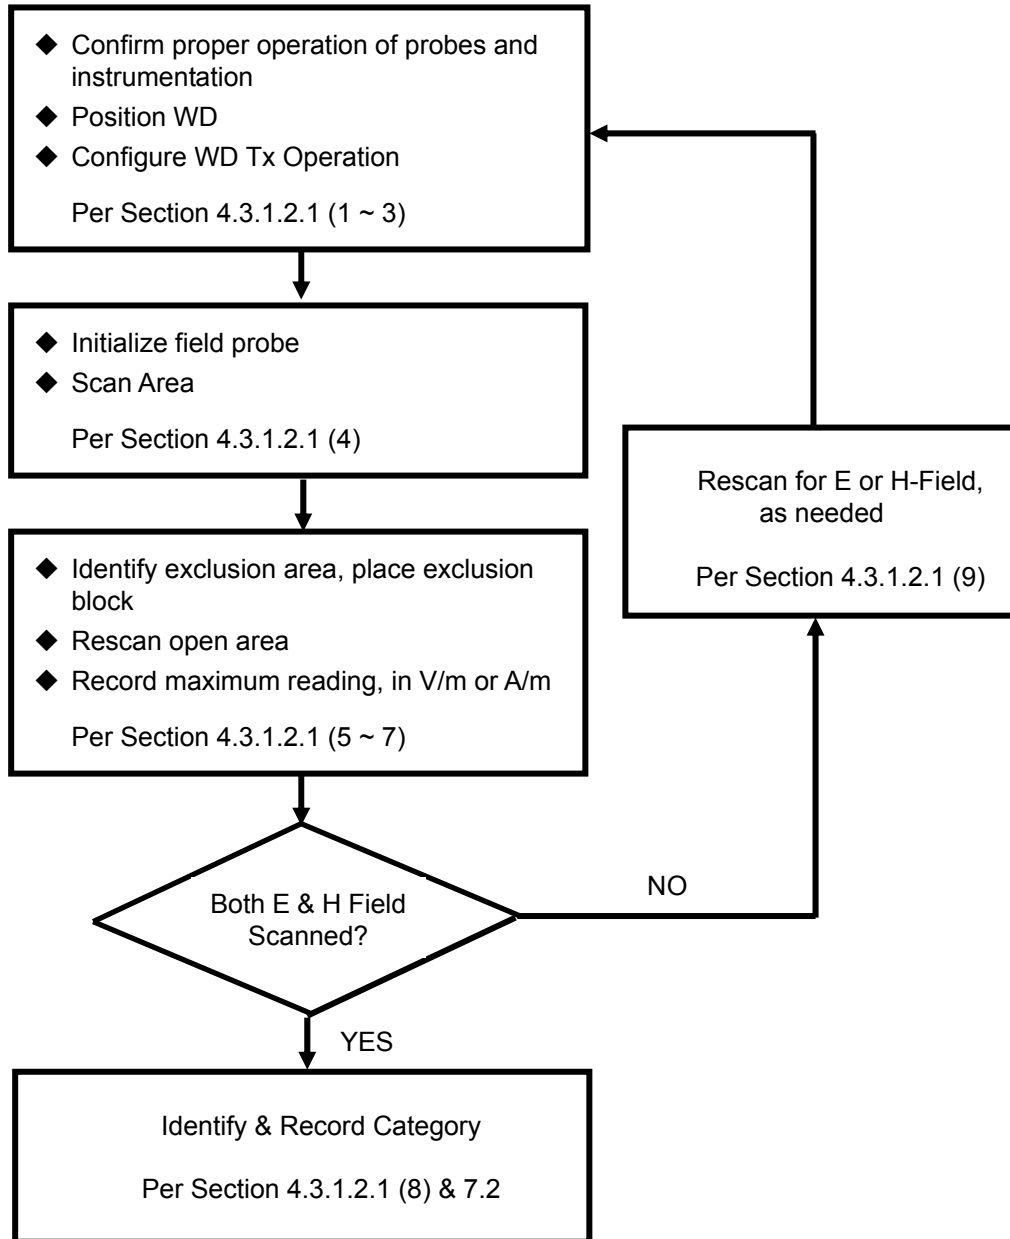 ◆ Confirm proper operation of probes and
instrumentation
◆ Position WD
◆ Configure WD Tx Operation
Per Section 4.3.1.2.1 (1 ~ 3)
◆ Initialize field probe
◆ Scan Area
Per Section 4.3.1.2.1 (4)
◆ Identify exclusion area, place exclusion
block
◆ Rescan open area
◆ Record maximum reading, in V/m or A/m
Per Section 4.3.1.2.1 (5 ~ 7)
Rescan for E or H-Field,
as needed
Per Section 4.3.1.2.1 (9)
Both E & H Field
Scanned?
NO
YES
Identify & Record Category
Per Section 4.3.1.2.1 (8) & 7.2